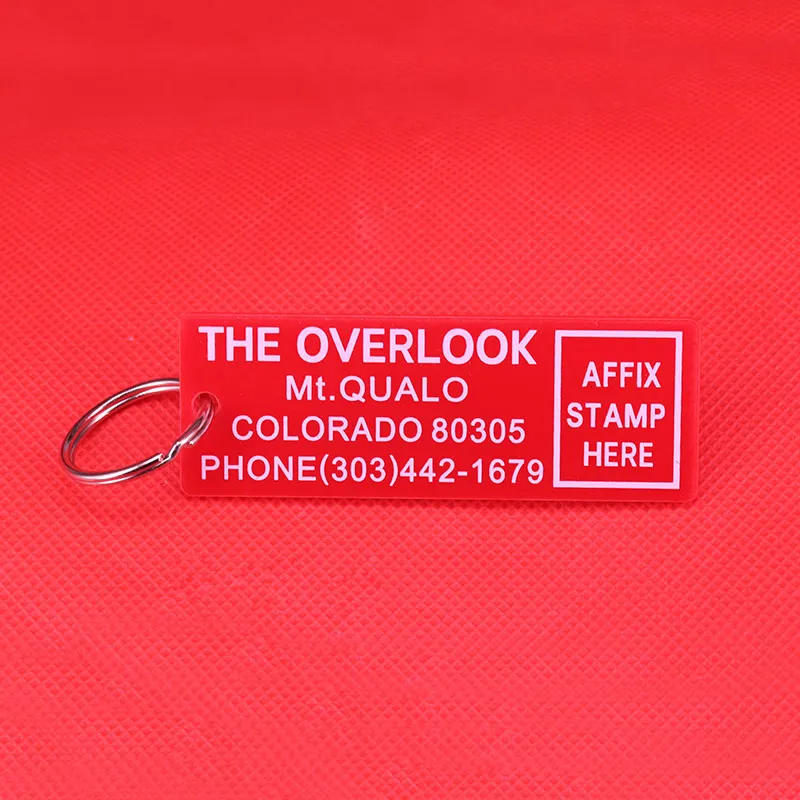 THE OVERLOOK
Mt.QUALO
COLORADO 80305
PHONE(303)442-1679
AFFIX
STAMP
HERE